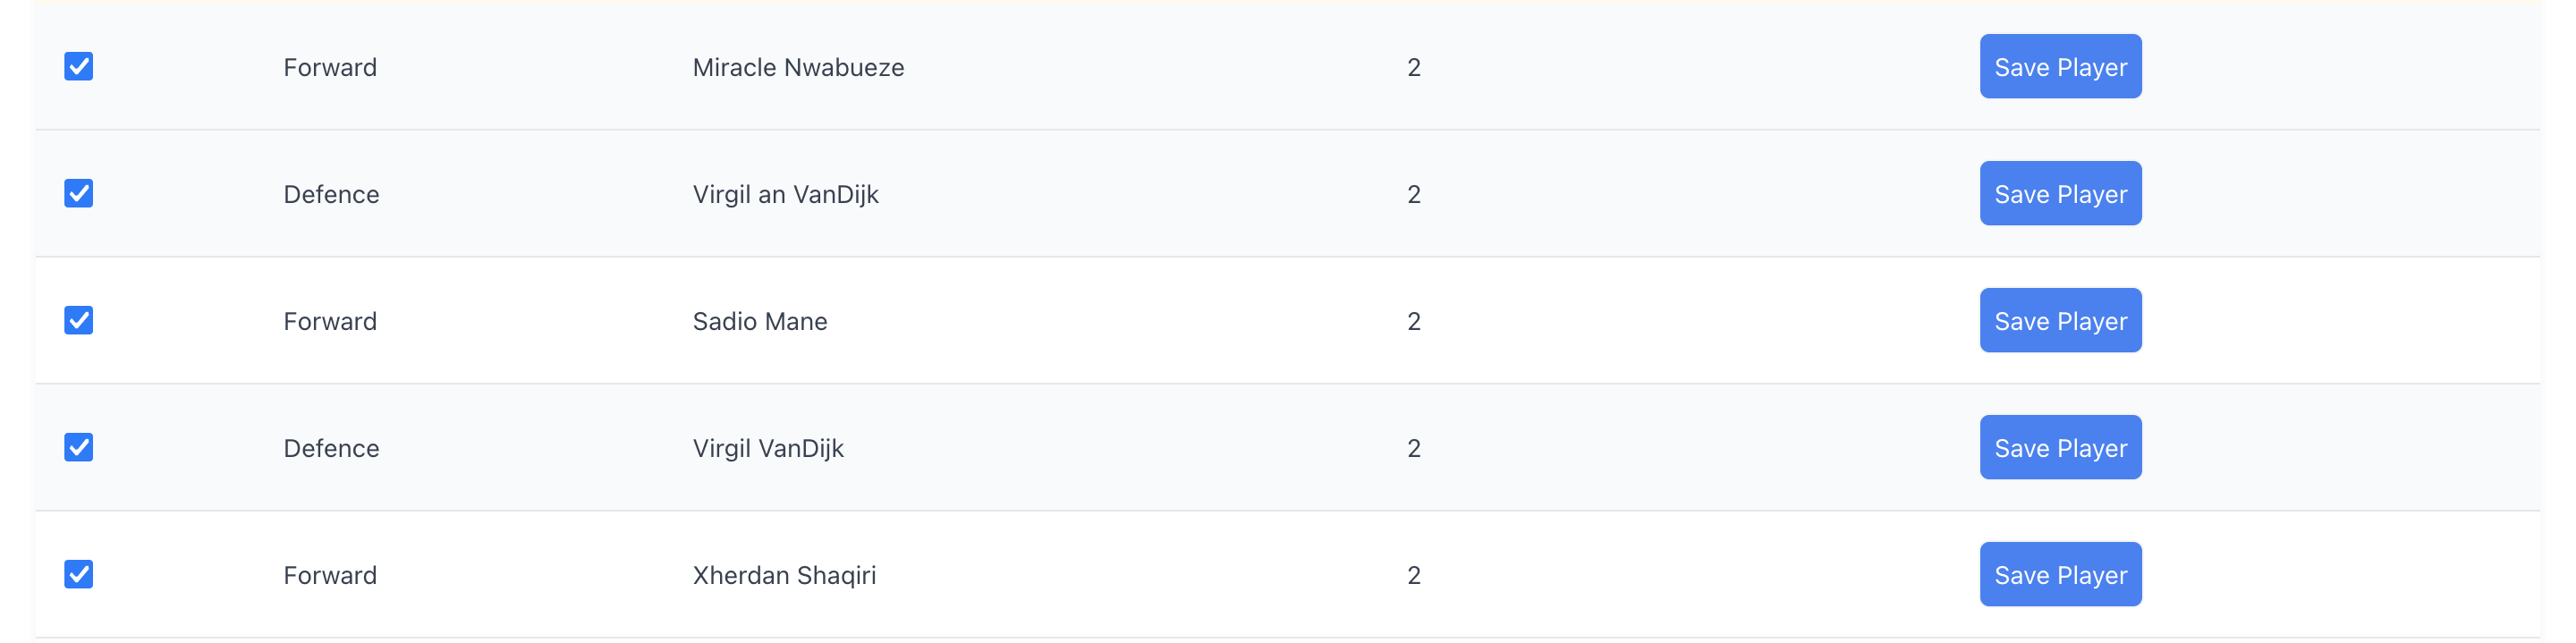 Forward Miracle Nwabueze 2 Save Player
Defence Virgil an VanDijk 2 Save Player
Forward Sadio Mane 2 Save Player
Defence Virgil VanDijk 2 Save Player
Forward Xherdan Shaqiri 2 Save Player